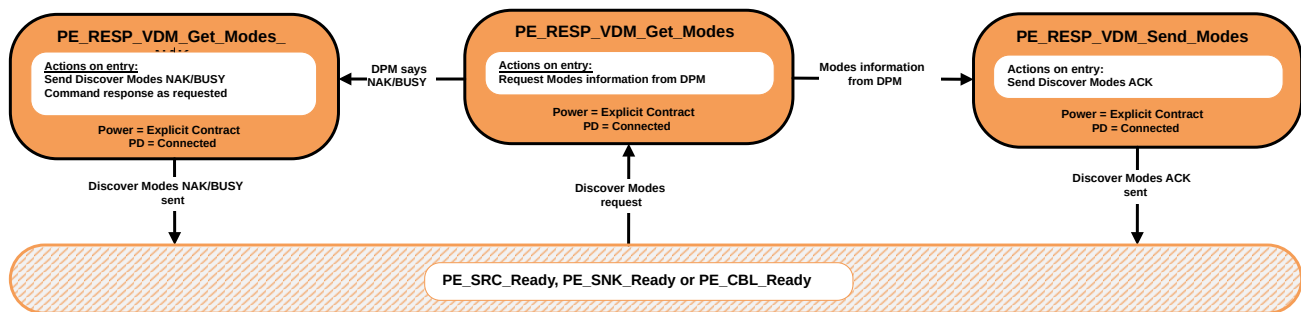 PE_RESP_VDM_Get_Modes_
Actions on entry:
Send Discover Modes NAK/BUSY
Command response as requested
Power = Explicit Contract
PD = Connected
DPM says
NAK/BUSY
PE_RESP_VDM_Get_Modes
Actions on entry:
Request Modes information from DPM
Power = Explicit Contract
PD = Connected
Modes information
from DPM
PE_RESP_VDM_Send_Modes
Actions on entry:
Send Discover Modes ACK
Power = Explicit Contract
PD = Connected
Discover Modes NAK/BUSY
sent
Discover Modes
request
Discover Modes ACK
sent
PE_SRC_Ready, PE_SNK_Ready or PE_CBL_Ready